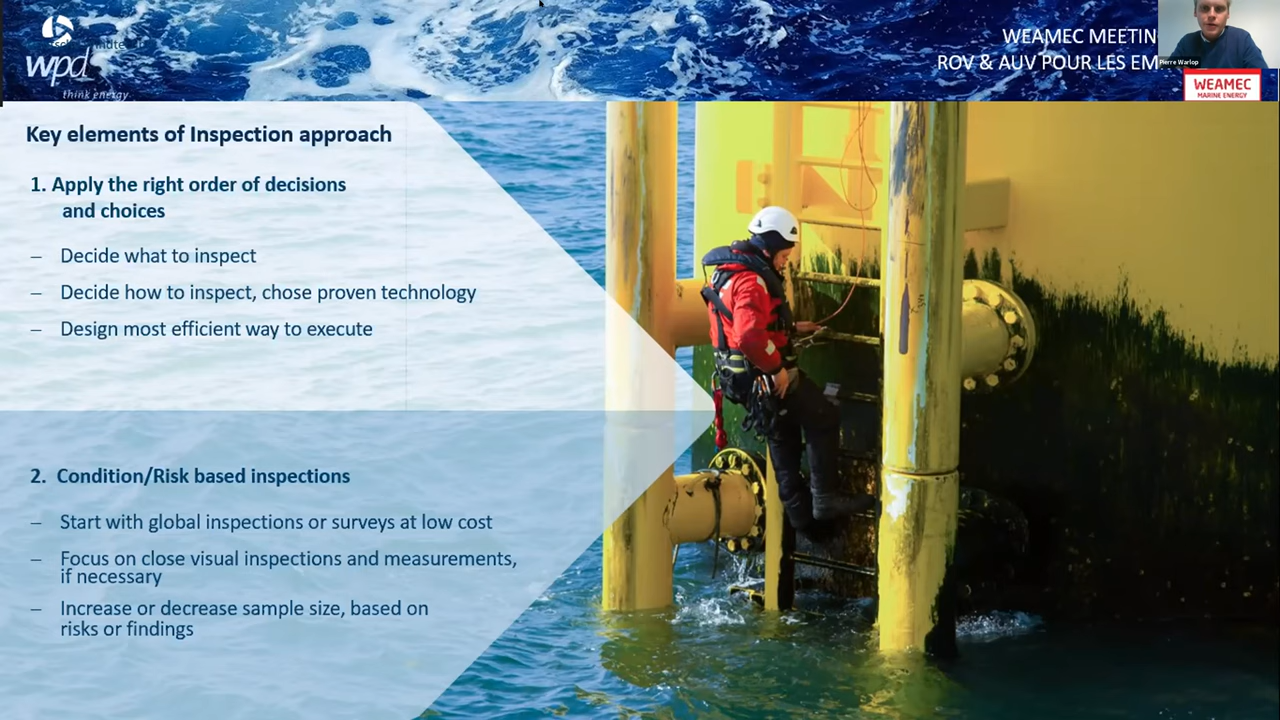 wpd
think energy
WEAMEC MEETIN
ROV & AUV POUR LES EM
Pierre Warlop
WEAMEC
MARINE ENERGY
Key elements of Inspection approach
1. Apply the right order of decisions
and choices
– Decide what to inspect
– Decide how to inspect, chose proven technology
– Design most efficient way to execute
2. Condition/Risk based inspections
– Start with global inspections or surveys at low cost
– Focus on close visual inspections and measurements,
if necessary
– Increase or decrease sample size, based on
risks or findings